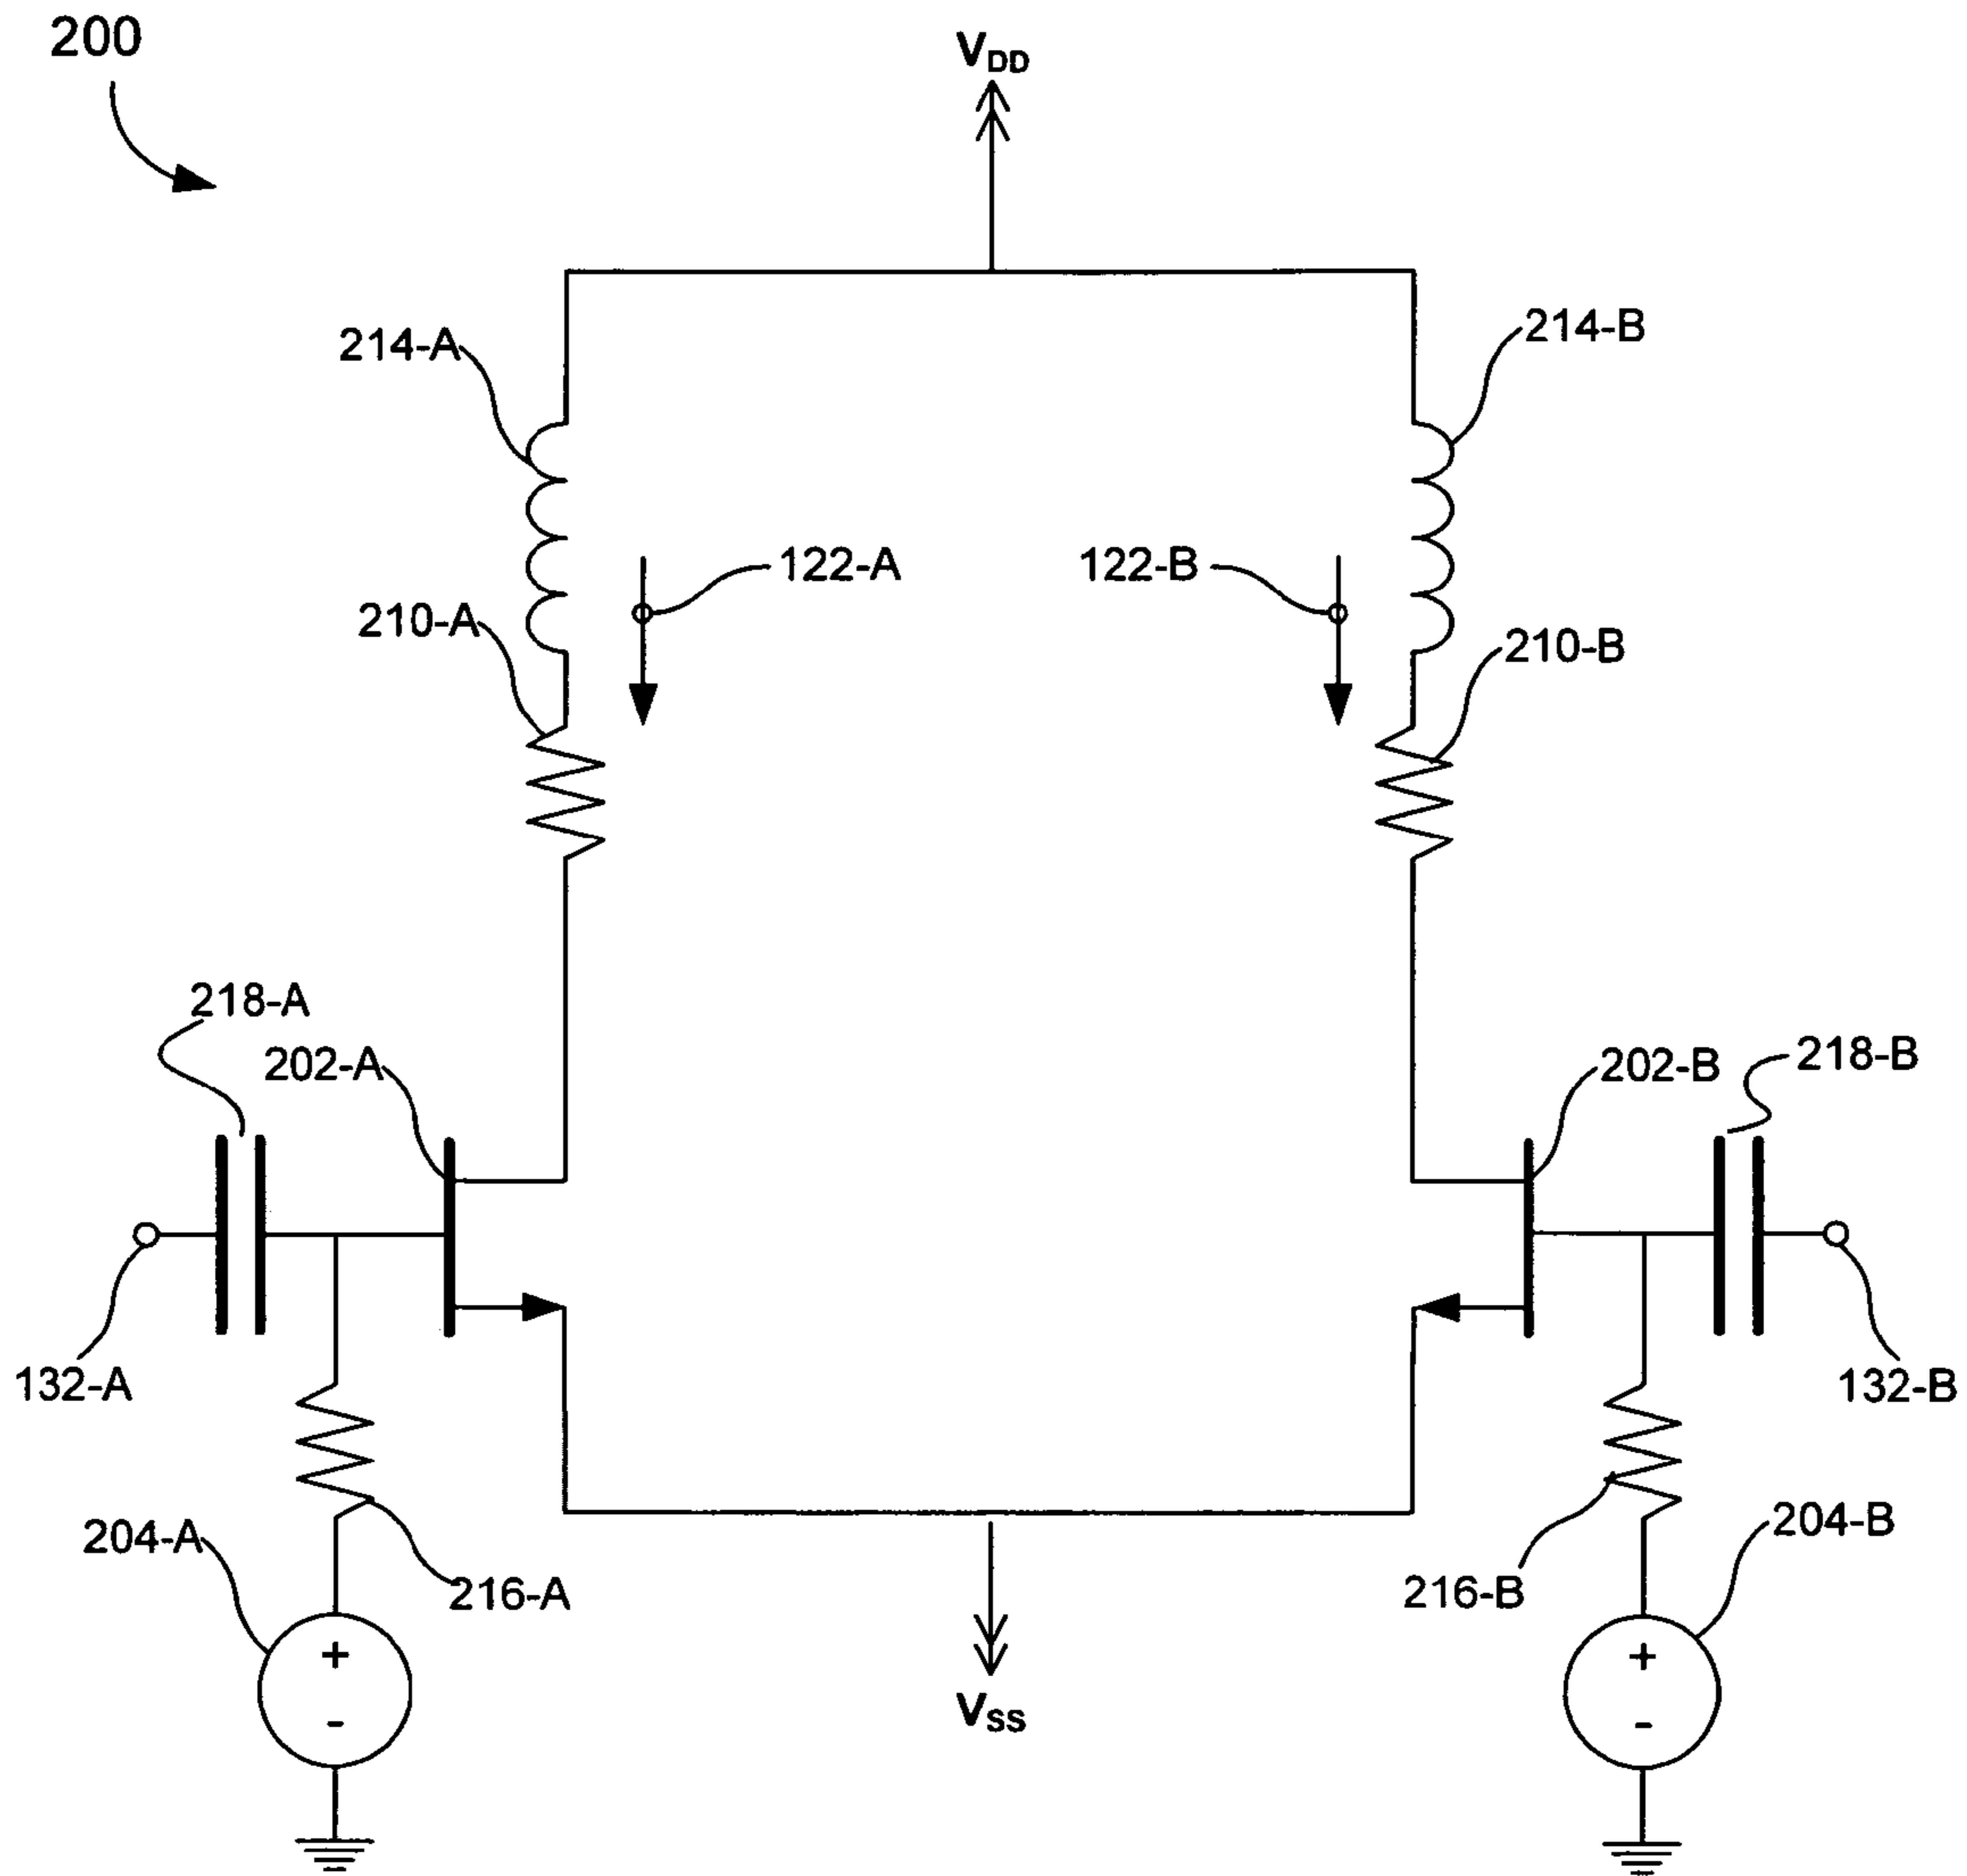 200
VDD
214-A
214-B
122-A
122-B
210-A
210-B
218-A
202-A
202-B
218-B
132-A
132-B
204-A
216-A
216-B
204-B
+
-
+
-
VSS